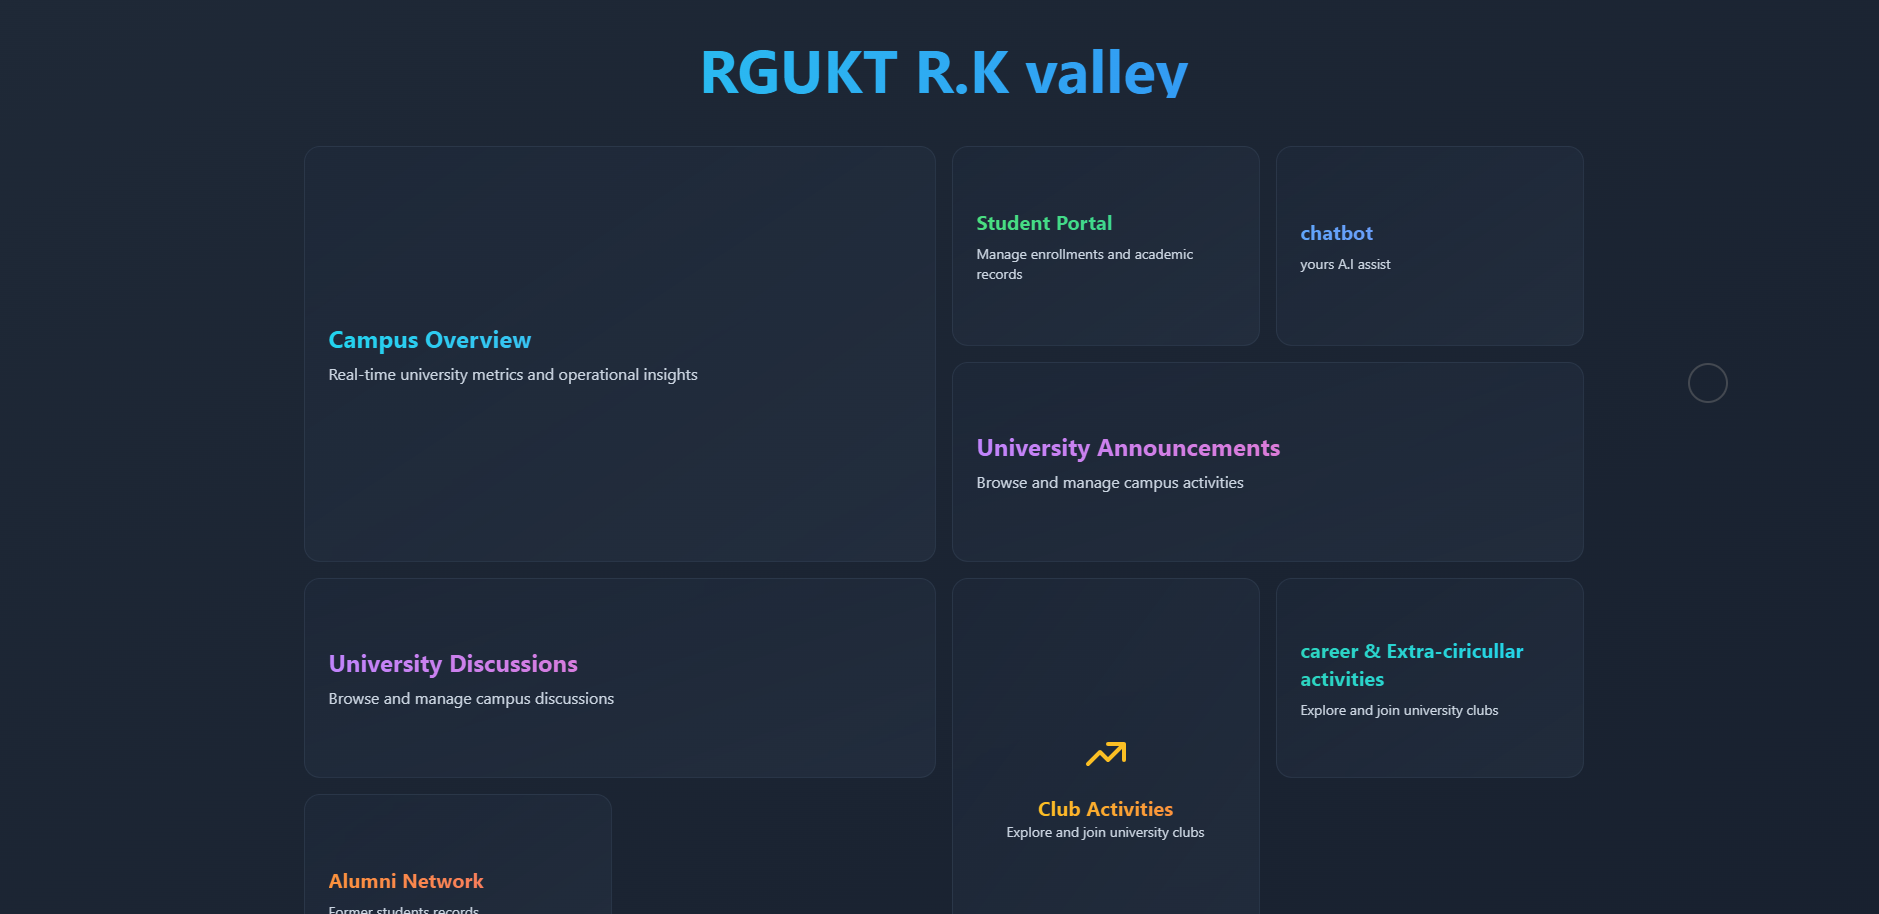 RGUKT R.K valley
Campus Overview
Real-time university metrics and operational insights
Student Portal
Manage enrollments and academic
records
chatbot
yours A.I assist
University Announcements
Browse and manage campus activities
University Discussions
Browse and manage campus discussions
Club Activities
Explore and join university clubs
career & Extra-ciricullar
activities
Explore and join university clubs
Alumni Network
Former students records